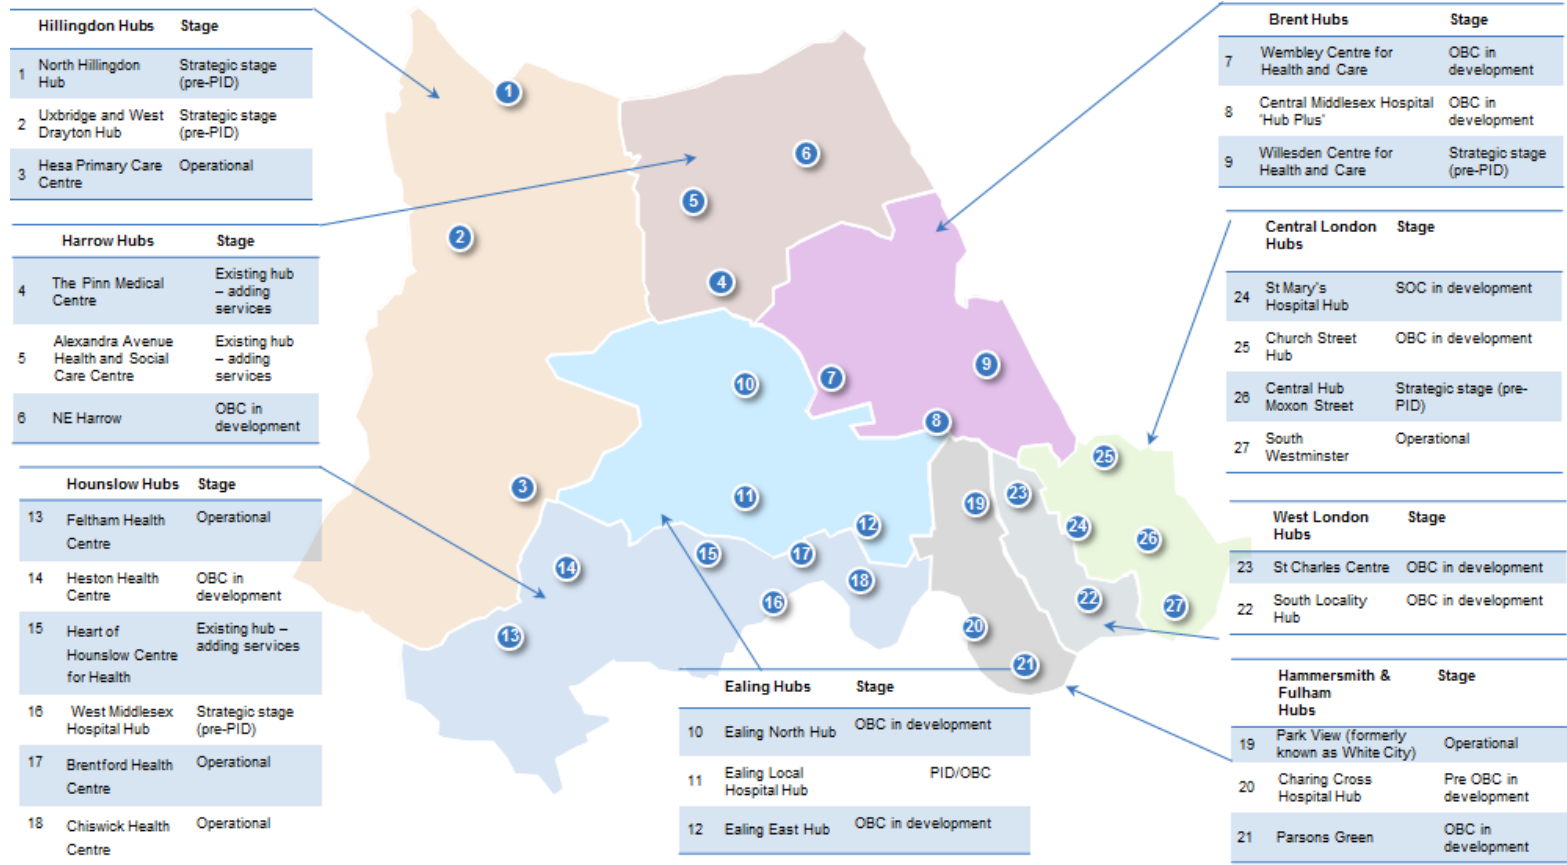 Hillingdon Hubs Stage
1 North Hillingdon Strategic stage
Hub (pre-PID)
2 Uxbridge and West Strategic stage
Drayton Hub (pre-PID)
3 Hesa Primary Care Operational
Centre
Harrow Hubs Stage
4 The Pinn Medical Existing hub
Centre – adding
services
5 Alexandra Avenue Existing hub
Health and Social – adding
Care Centre services
6 NE Harrow OBC in
development
Hounslow Hubs Stage
13 Feltham Health Operational
Centre
14 Heston Health OBC in
Centre development
15 Heart of Existing hub –
Hounslow Centre adding services
for Health
16 West Middlesex Strategic stage
Hospital Hub (pre-PID)
17 Brentford Health Operational
Centre
18 Chiswick Health Operational
Centre
1
6
5
2
4
10
7
9
8
25
3
11
19
23
12
24
26
15
17
14
18
16
22
27
13
20
21
Ealing Hubs Stage
10 Ealing North Hub OBC in development
11 Ealing Local PID/OBC
Hospital Hub
12 Ealing East Hub OBC in development
Brent Hubs Stage
7 Wembley Centre for OBC in
Health and Care development
8 Central Middlesex Hospital OBC in
'Hub Plus' development
9 Willesden Centre for Strategic stage
Health and Care (pre-PID)
Central London Stage
Hubs
24 St Mary's SOC in development
Hospital Hub
25 Church Street OBC in development
Hub
26 Central Hub Strategic stage (pre-
Moxon Street PID)
27 South Operational
Westminster
West London Stage
Hubs
23 St Charles Centre OBC in development
22 South Locality OBC in development
Hub
Hammersmith & Stage
Fulham
Hubs
19 Park View (formerly Operational
known as White City)
20 Charing Cross Pre OBC in
Hospital Hub development
21 Parsons Green OBC in
development